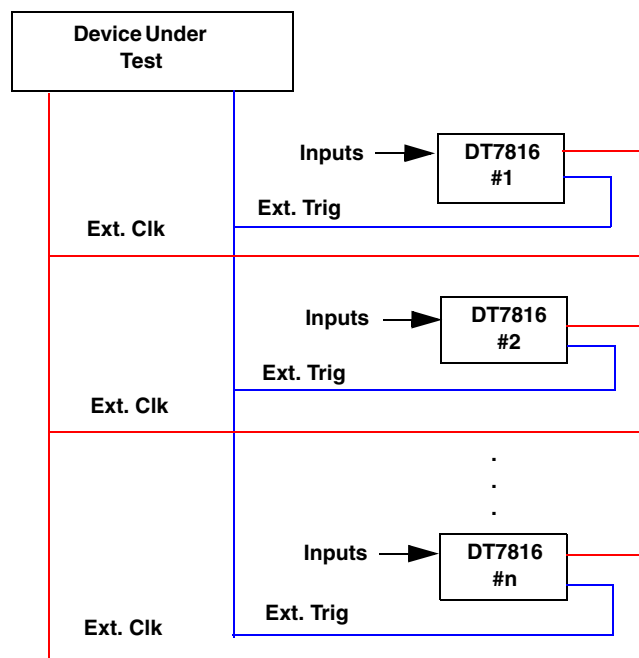 Device Under
Test
Inputs
DT7816
#1
Ext. Trig
Ext. Clk
Inputs
DT7816
#2
Ext. Trig
Ext. Clk
.
.
.
Inputs
DT7816
#n
Ext. Trig
Ext. Clk